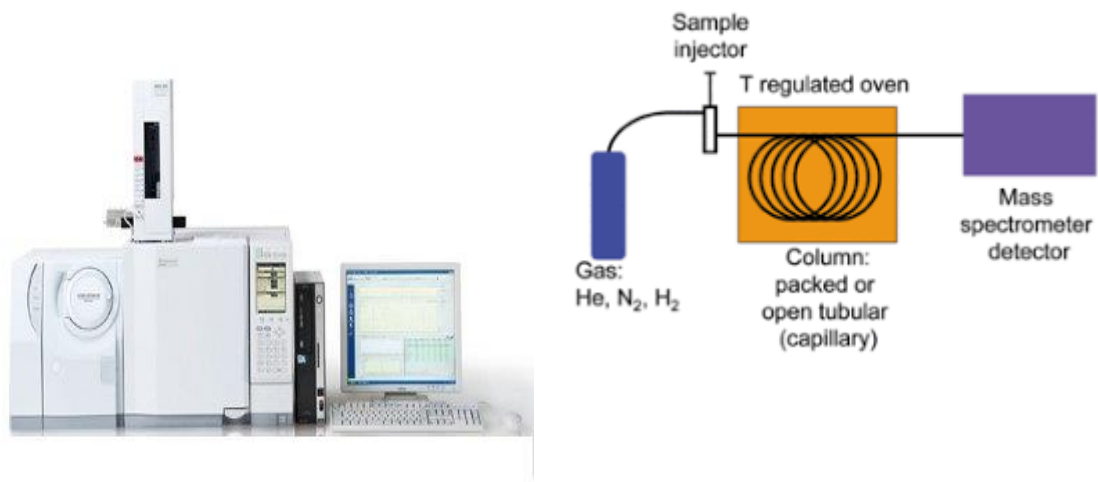 Sample
injector
T regulated oven
Gas:
He, N₂, H₂
Column:
packed or
open tubular
(capillary)
Mass
spectrometer
detector